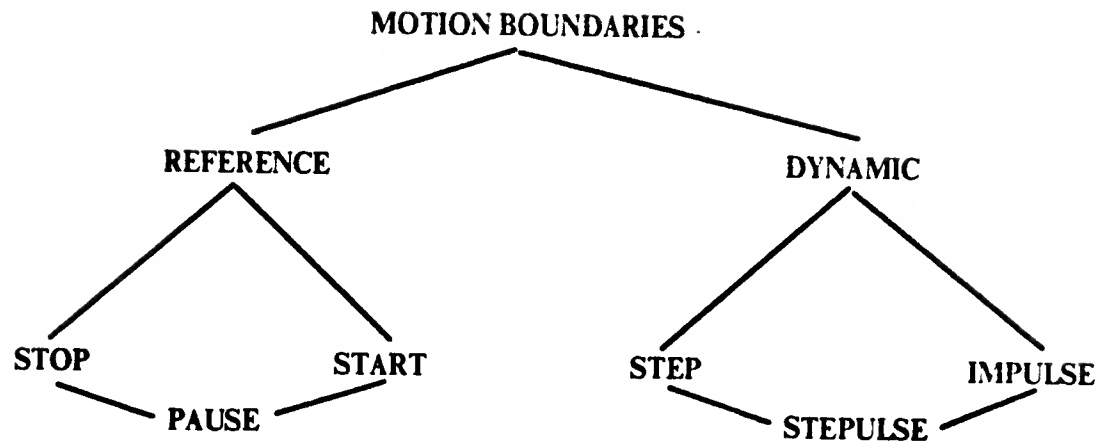 MOTION BOUNDARIES
REFERENCE DYNAMIC
STOP START STEP IMPULSE
PAUSE STEPULSE